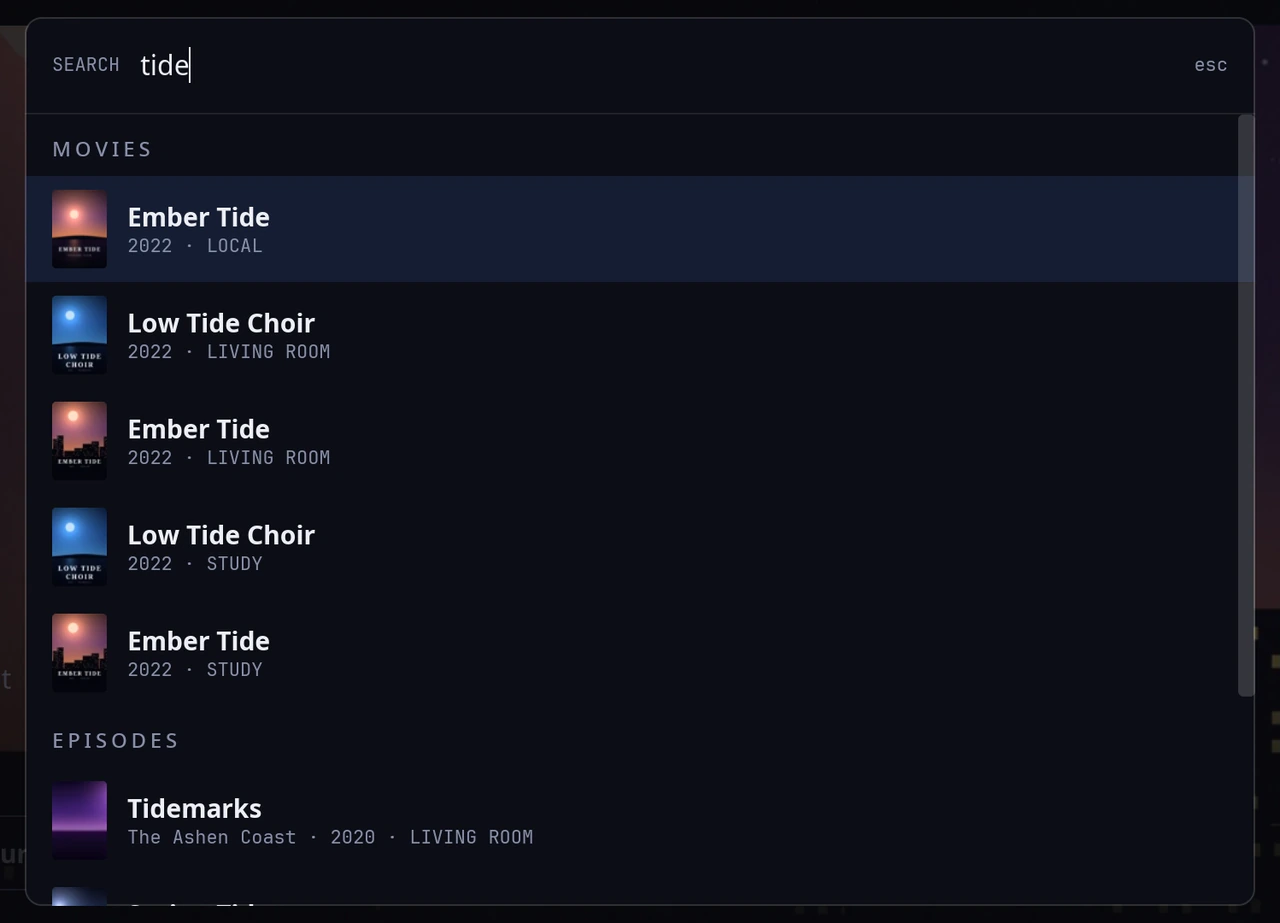 SEARCH tide esc
MOVIES
EMBER TIDE
Ember Tide
2022 · LOCAL
LOW TIDE
CHOIR
Low Tide Choir
2022 · LIVING ROOM
EMBER TIDE
Ember Tide
2022 · LIVING ROOM
LOW TIDE
CHOIR
Low Tide Choir
2022 · STUDY
EMBER TIDE
Ember Tide
2022 · STUDY
EPISODES
Tidemarks
The Ashen Coast · 2020 · LIVING ROOM